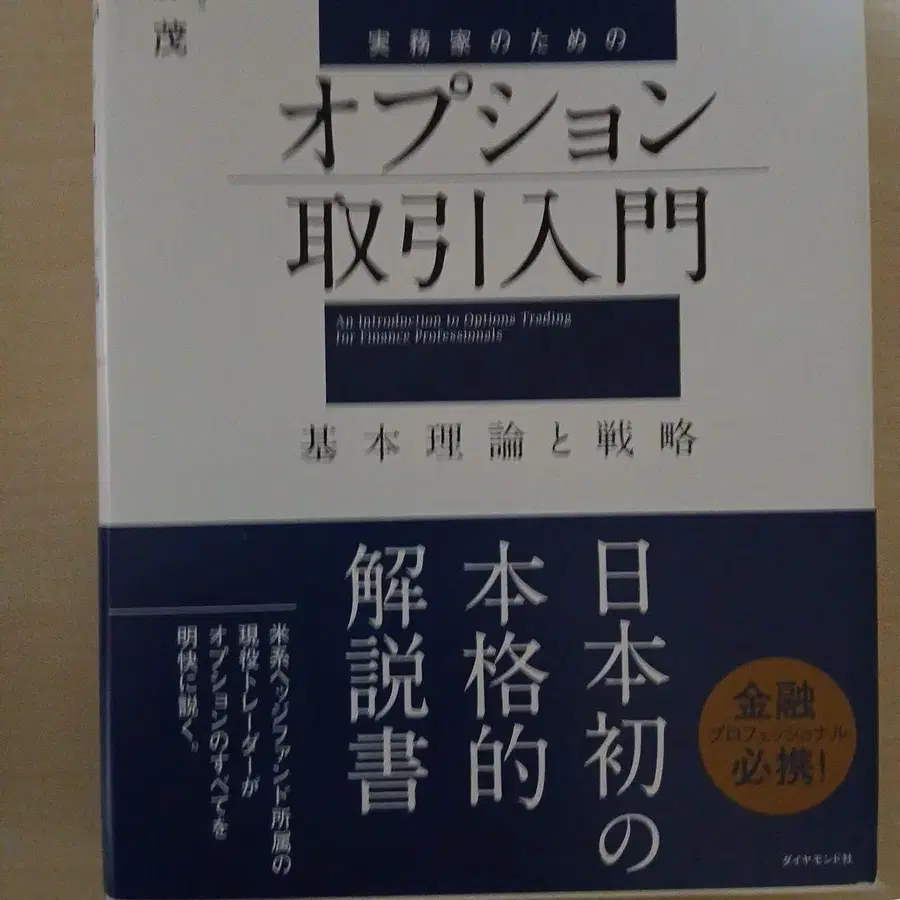 茂
実務家のための
オプション
取引入門
An Introduction to Options Trading
for Finance Professionals
基本理論と戦略
日本初の
本格的
解説書
米系ヘッジファンド所属の
現役トレーダーが
オプションのすべてを
明快に説く。
金融
プロフェッショナル
必携!
ダイヤモンド社